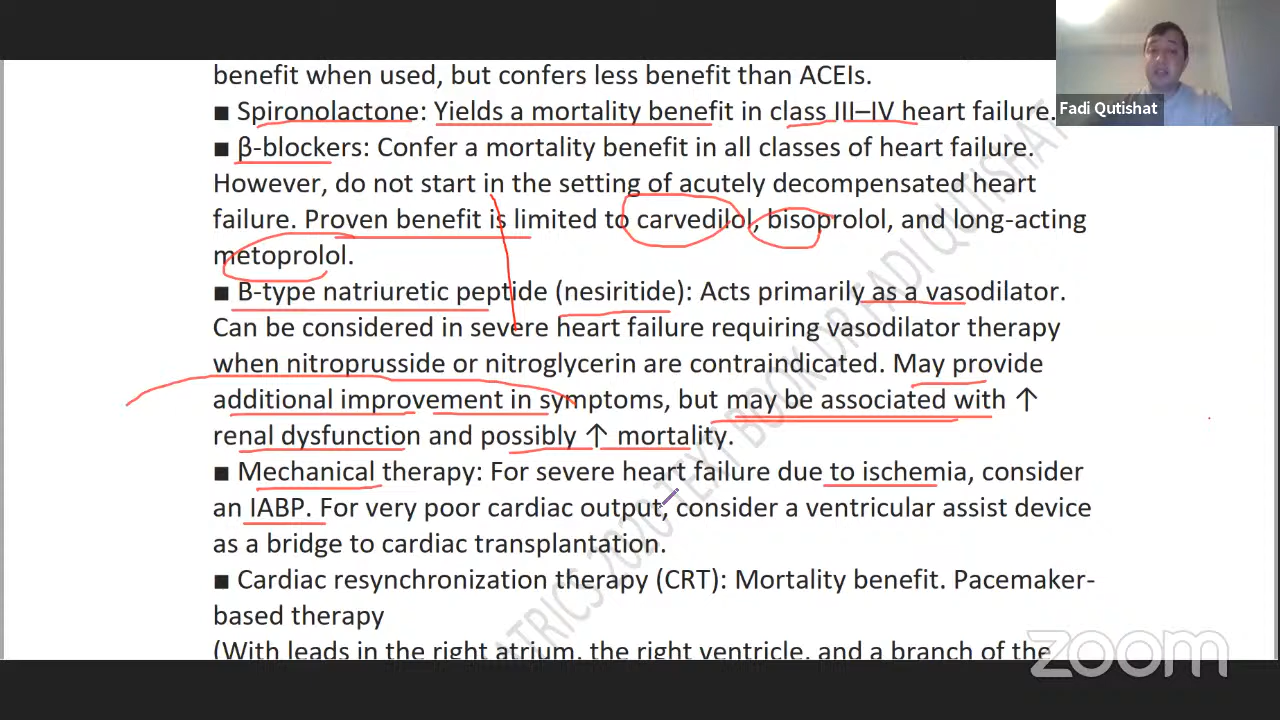 benefit when used, but confers less benefit than ACEIs.
■ Spironolactone: Yields a mortality benefit in class III–IV heart failure.
■ β-blockers: Confer a mortality benefit in all classes of heart failure.
However, do not start in the setting of acutely decompensated heart
failure. Proven benefit is limited to carvedilol, bisoprolol, and long-acting
metoprolol.
■ B-type natriuretic peptide (nesiritide): Acts primarily as a vasodilator.
Can be considered in severe heart failure requiring vasodilator therapy
when nitroprusside or nitroglycerin are contraindicated. May provide
additional improvement in symptoms, but may be associated with ↑
renal dysfunction and possibly ↑ mortality.
■ Mechanical therapy: For severe heart failure due to ischemia, consider
an IABP. For very poor cardiac output, consider a ventricular assist device
as a bridge to cardiac transplantation.
■ Cardiac resynchronization therapy (CRT): Mortality benefit. Pacemaker-
based therapy
(With leads in the right atrium, the right ventricle, and a branch of the
Fadi Qutishat
TRICS 2020 TEXT BOOK DR FADI QUTISHAT
zoom